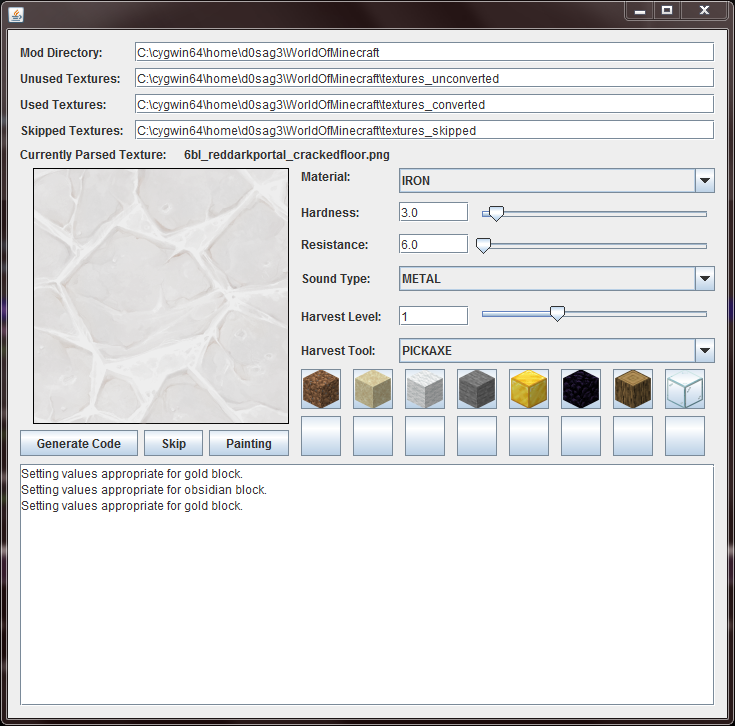 Mod Directory: C:\cygwin64\home\d0sag3\WorldOfMinecraft
Unused Textures: C:\cygwin64\home\d0sag3\WorldOfMinecraft\textures_unconverted
Used Textures: C:\cygwin64\home\d0sag3\WorldOfMinecraft\textures_converted
Skipped Textures: C:\cygwin64\home\d0sag3\WorldOfMinecraft\textures_skipped
Currently Parsed Texture: 6bl_reddarkportal_crackedfloor.png
Material: IRON
Hardness: 3.0
Resistance: 6.0
Sound Type: METAL
Harvest Level: 1
Harvest Tool: PICKAXE
Generate Code Skip Painting
Setting values appropriate for gold block.
Setting values appropriate for obsidian block.
Setting values appropriate for gold block.